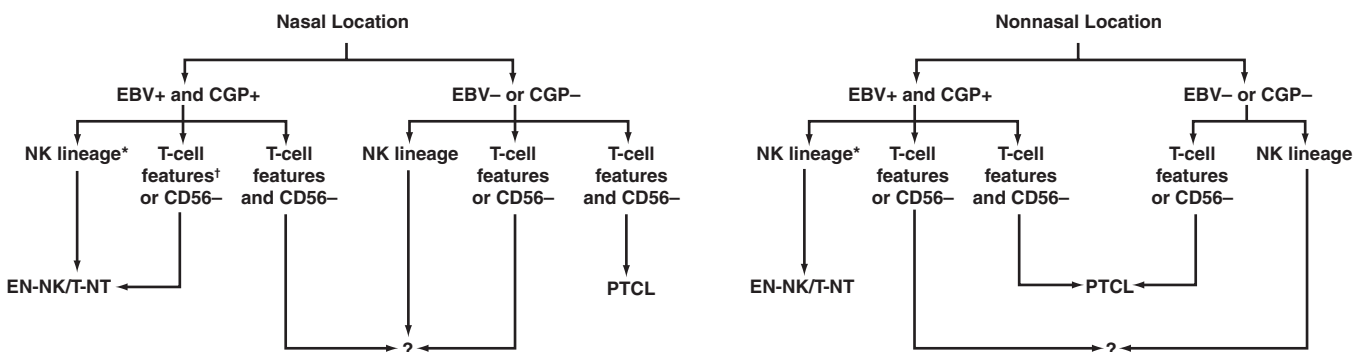 Nasal Location
EBV+ and CGP+
EBV– or CGP–
NK lineage*
T-cell
features†
or CD56–
T-cell
features
and CD56–
NK lineage
T-cell
features
or CD56–
T-cell
features
and CD56–
EN-NK/T-NT
PTCL
?
Nonnasal Location
EBV+ and CGP+
EBV– or CGP–
NK lineage*
T-cell
features
or CD56–
T-cell
features
and CD56–
T-cell
features
or CD56–
NK lineage
EN-NK/T-NT
PTCL
?